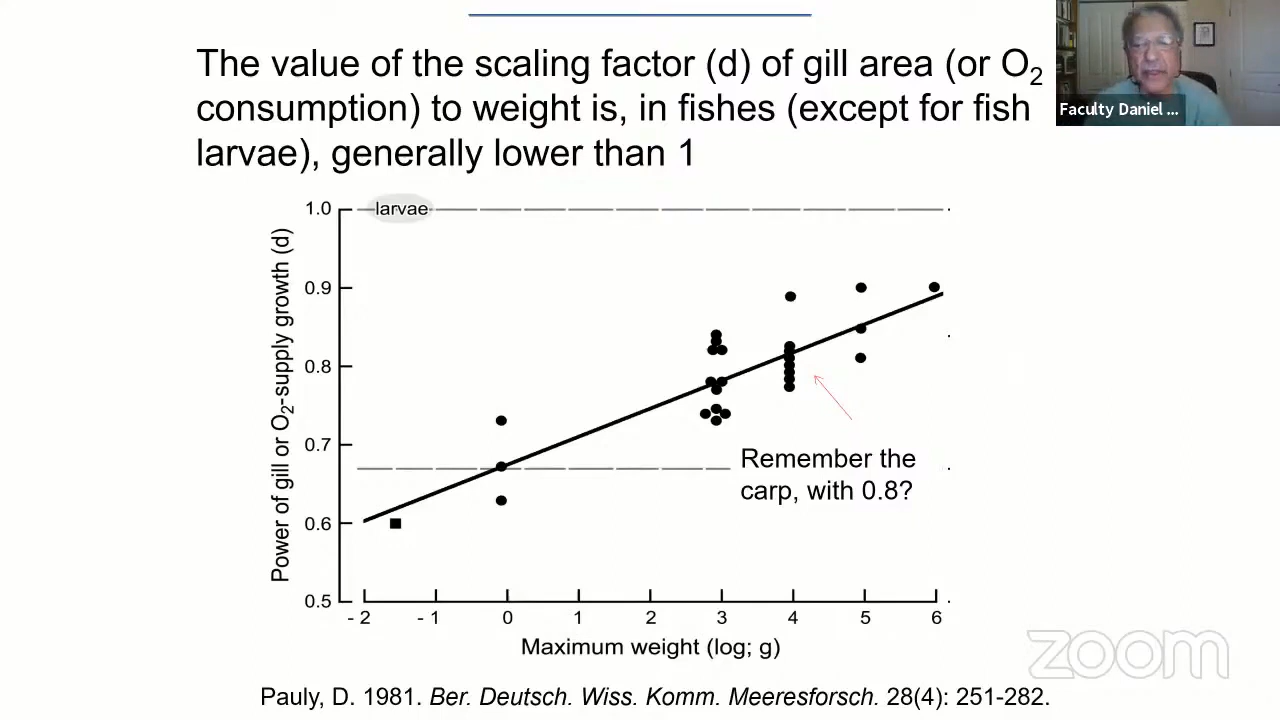 The value of the scaling factor (d) of gill area (or O2
consumption) to weight is, in fishes (except for fish
larvae), generally lower than 1
Faculty Daniel ...
1.0
larvae
0.9
0.8
0.7
0.6
0.5
Power of gill or O2-supply growth (d)
Remember the
carp, with 0.8?
- 2 - 1 0 1 2 3 4 5 6
Maximum weight (log; g)
zoom
Pauly, D. 1981. Ber. Deutsch. Wiss. Komm. Meeresforsch. 28(4): 251-282.